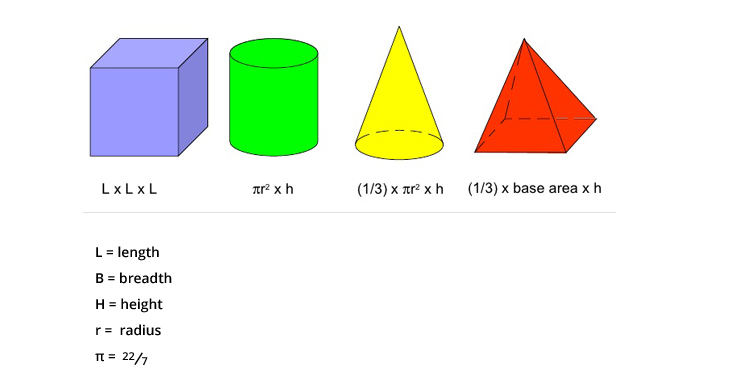 L x L x L πr² x h (1/3) x πr² x h (1/3) x base area x h
L = length
B = breadth
H = height
r = radius
π = 22/7